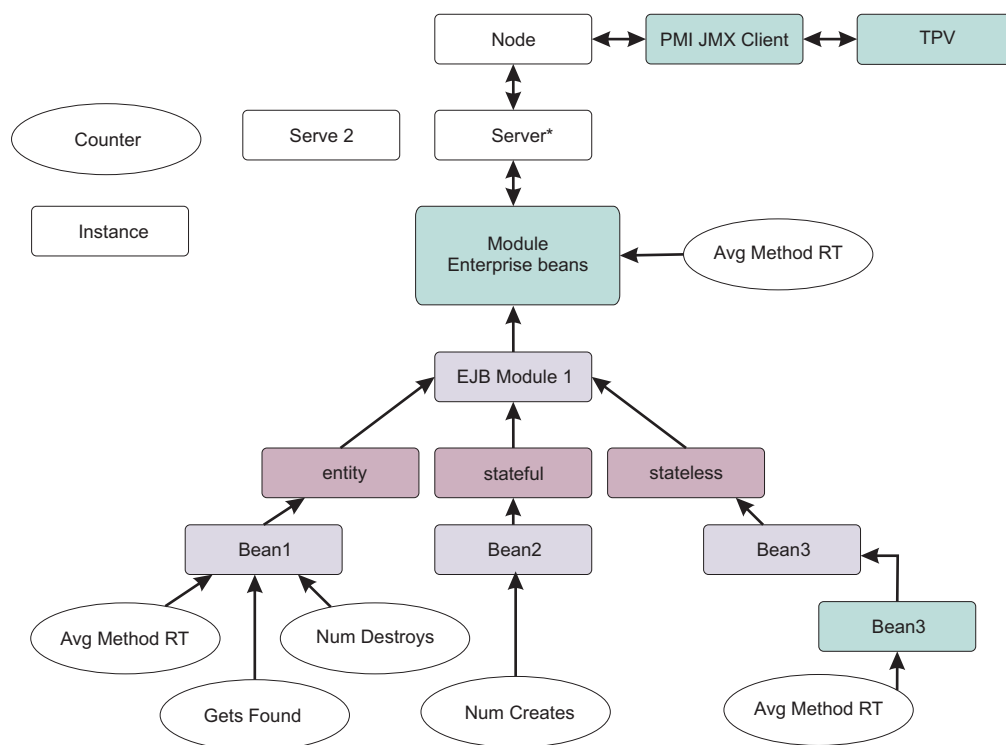 Node
PMI JMX Client
TPV
Counter
Serve 2
Server*
Instance
Module
Enterprise beans
Avg Method RT
EJB Module 1
entity
stateful
stateless
Bean1
Bean2
Bean3
Avg Method RT
Num Destroys
Bean3
Gets Found
Num Creates
Avg Method RT